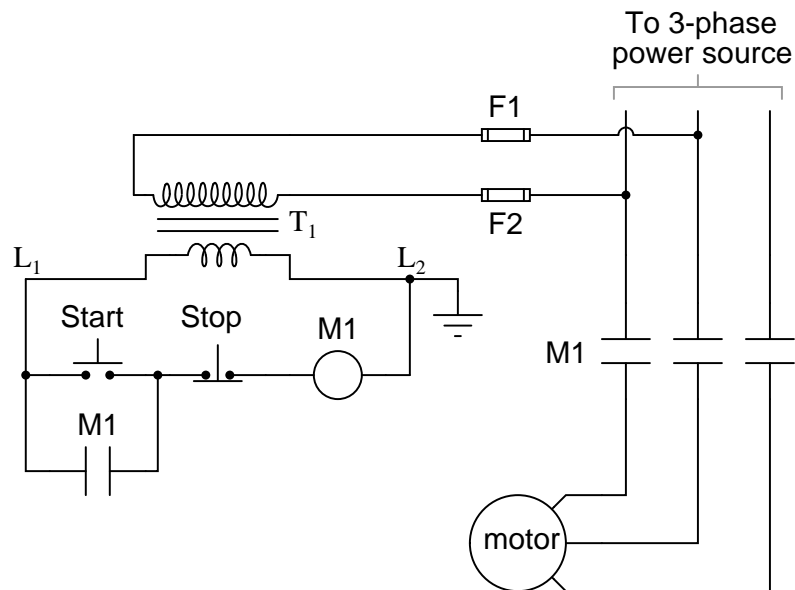 To 3-phase
power source
F1
F2
T1
L1
L2
Start
Stop
M1
M1
M1
motor